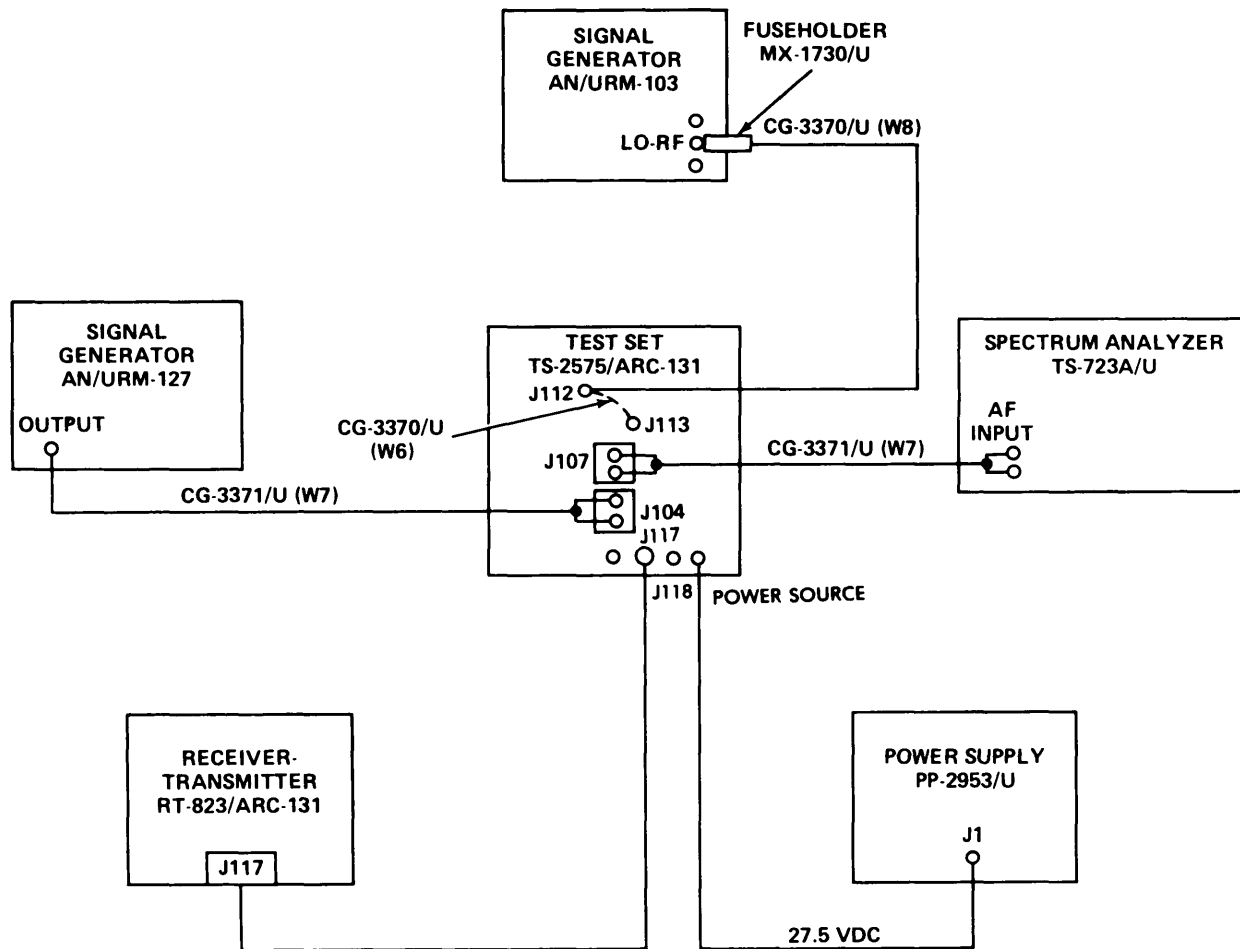 SIGNAL
GENERATOR
AN/URM-103
LO-RF
FUSEHOLDER
MX-1730/U
CG-3370/U (W8)
SIGNAL
GENERATOR
AN/URM-127
OUTPUT
CG-3371/U (W7)
TEST SET
TS-2575/ARC-131
J112
J113
CG-3370/U
(W6)
J107
J104
J117
J118
POWER SOURCE
CG-3371/U (W7)
SPECTRUM ANALYZER
TS-723A/U
AF
INPUT
RECEIVER-
TRANSMITTER
RT-823/ARC-131
J117
POWER SUPPLY
PP-2953/U
J1
27.5 VDC